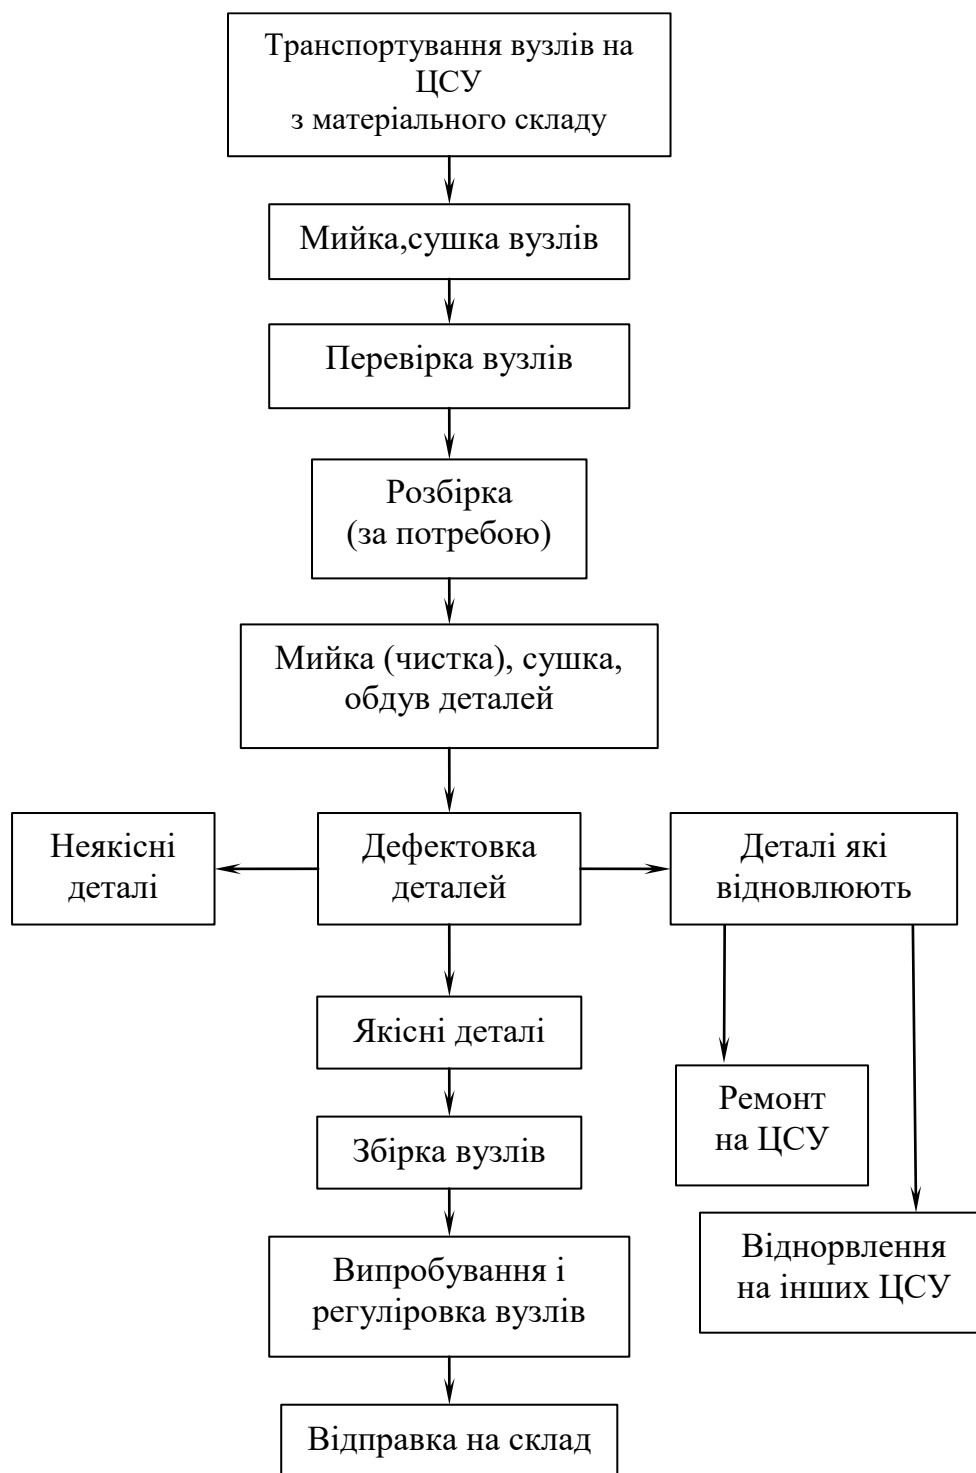 Транспортування вузлів на
ЦСУ
з матеріального складу
Мийка,сушка вузлів
Перевірка вузлів
Розбірка
(за потребою)
Мийка (чистка), сушка,
обдув деталей
Неякісні
деталі
Дефектовка
деталей
Деталі які
відновлюють
Якісні деталі
Ремонт
на ЦСУ
Збірка вузлів
Віднорвлення
на інших ЦСУ
Випробування і
регуліровка вузлів
Відправка на склад